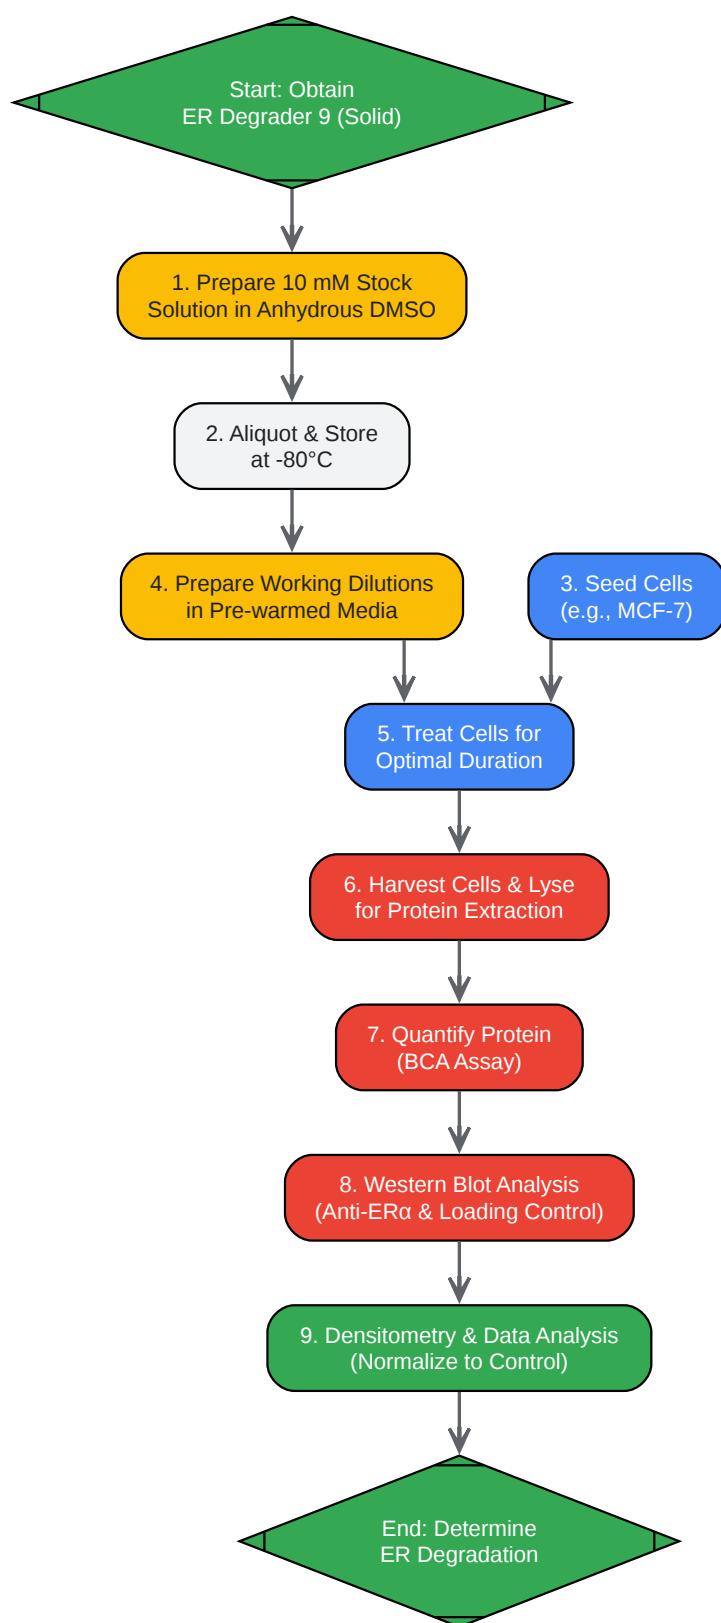 Start: Obtain
ER Degrader 9 (Solid)
1. Prepare 10 mM Stock
Solution in Anhydrous DMSO
2. Aliquot & Store
at -80°C
4. Prepare Working Dilutions
in Pre-warmed Media
3. Seed Cells
(e.g., MCF-7)
5. Treat Cells for
Optimal Duration
6. Harvest Cells & Lyse
for Protein Extraction
7. Quantify Protein
(BCA Assay)
8. Western Blot Analysis
(Anti-ERα & Loading Control)
9. Densitometry & Data Analysis
(Normalize to Control)
End: Determine
ER Degradation